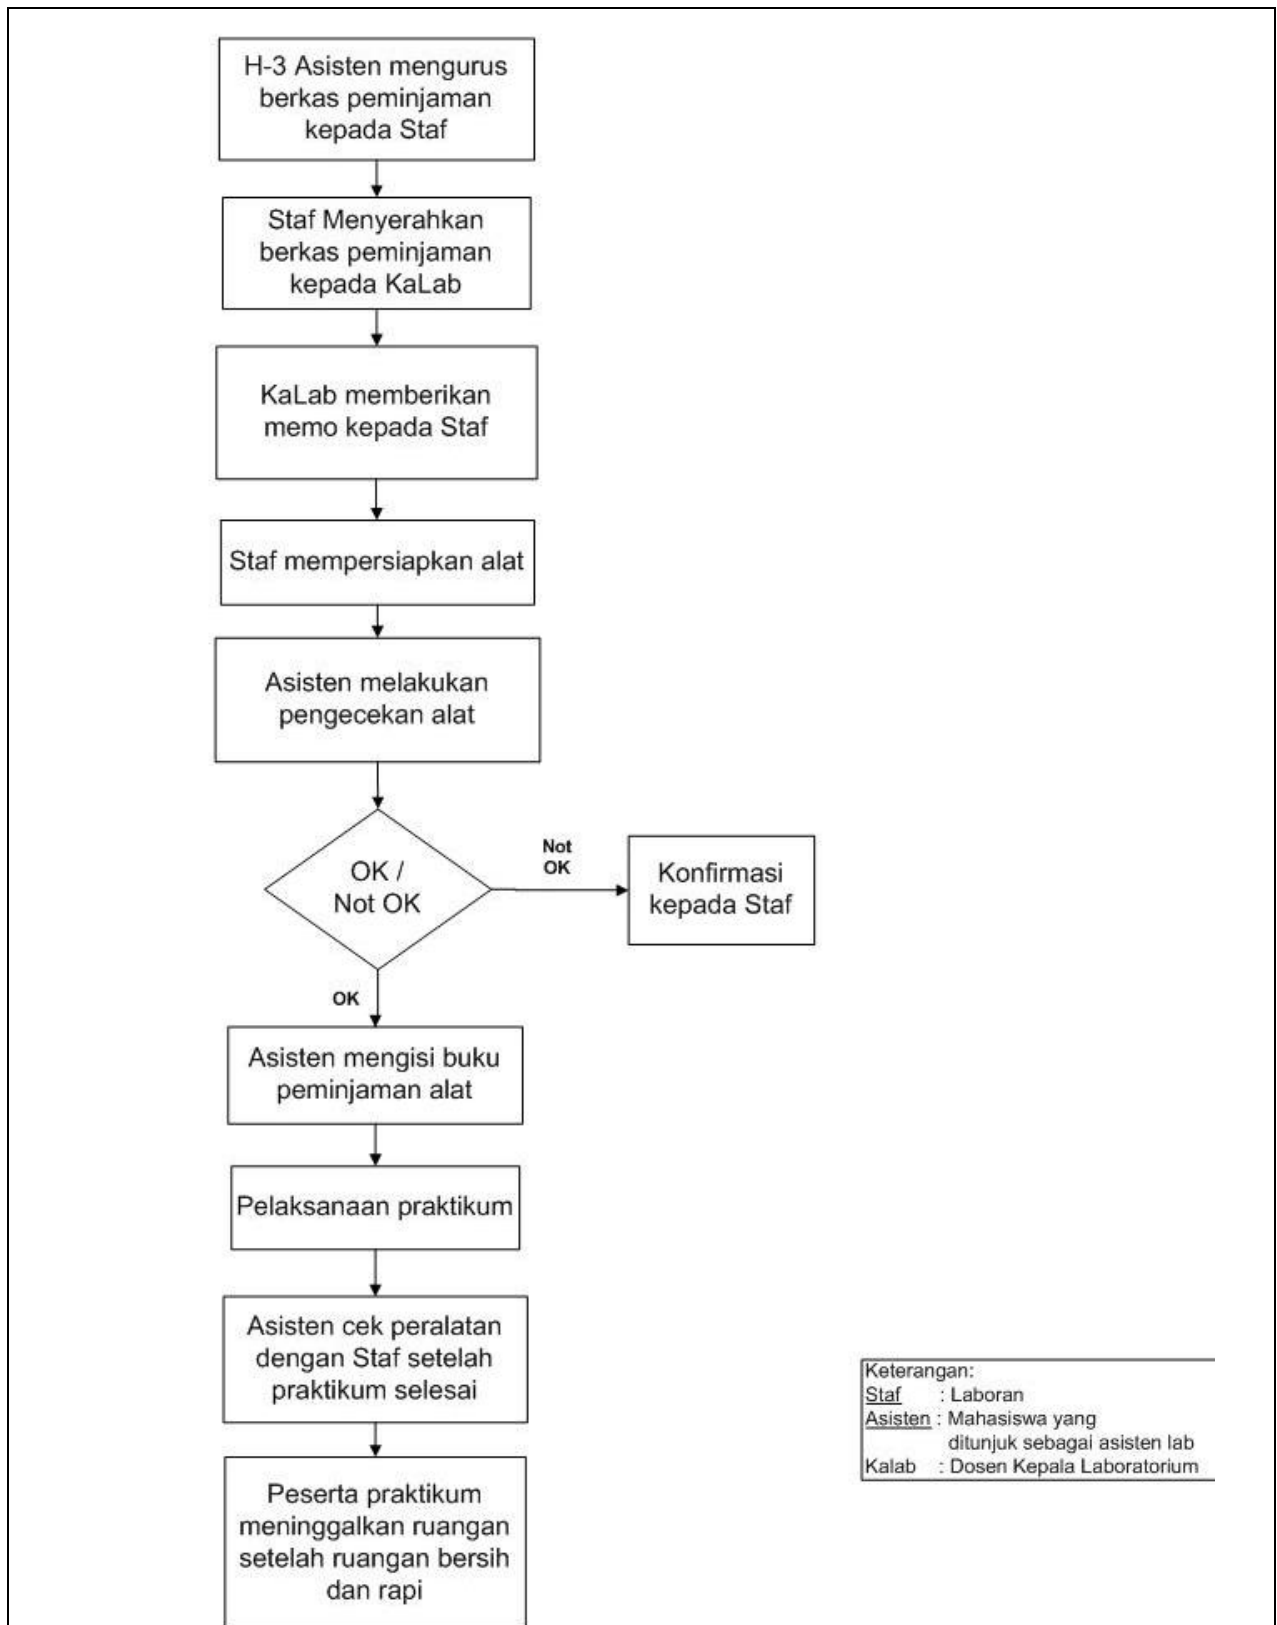 H-3 Asisten mengurus
berkas peminjaman
kepada Staf
Staf Menyerahkan
berkas peminjaman
kepada KaLab
KaLab memberikan
memo kepada Staf
Staf mempersiapkan alat
Asisten melakukan
pengecekan alat
OK /
Not OK
Not
OK
Konfirmasi
kepada Staf
OK
Asisten mengisi buku
peminjaman alat
Pelaksanaan praktikum
Asisten cek peralatan
dengan Staf setelah
praktikum selesai
Peserta praktikum
meninggalkan ruangan
setelah ruangan bersih
dan rapi
Keterangan:
Staf : Laboran
Asisten : Mahasiswa yang
ditunjuk sebagai asisten lab
Kalab : Dosen Kepala Laboratorium